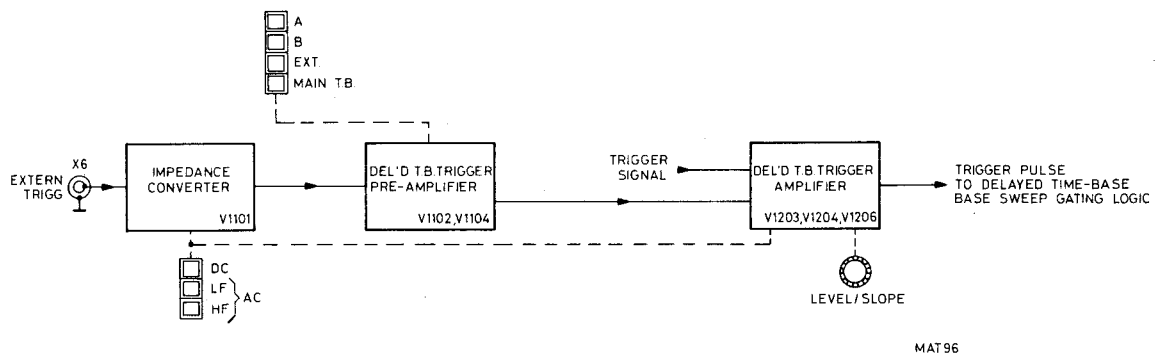 A
B
EXT.
MAIN T.B.
X6
EXTERN
TRIGG
IMPEDANCE
CONVERTER
V1101
DEL'D T.B. TRIGGER
PRE-AMPLIFIER
V1102,V1104
TRIGGER
SIGNAL
DEL'D T.B. TRIGGER
AMPLIFIER
V1203,V1204,V1206
TRIGGER PULSE
TO DELAYED TIME-BASE
BASE SWEEP GATING LOGIC
DC
LF
HF
AC
LEVEL/SLOPE
MAT96